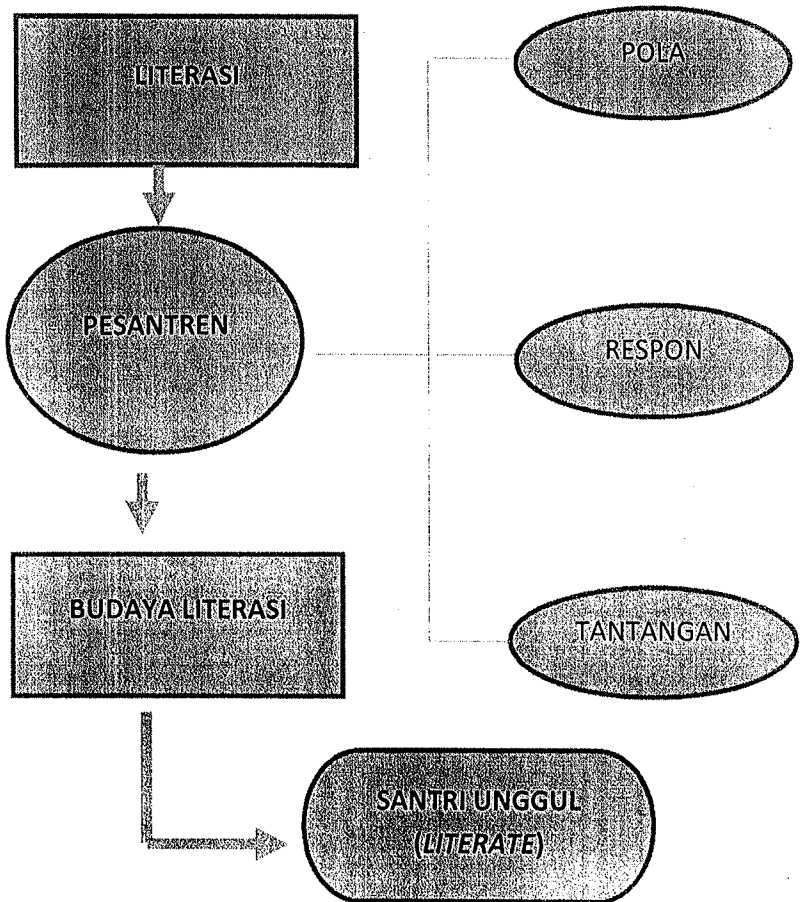 LITERASI
POLA
PESANTREN
RESPON
BUDAYA LITERASI
TANTANGAN
SANTRI UNGGUL
(LITERATE)